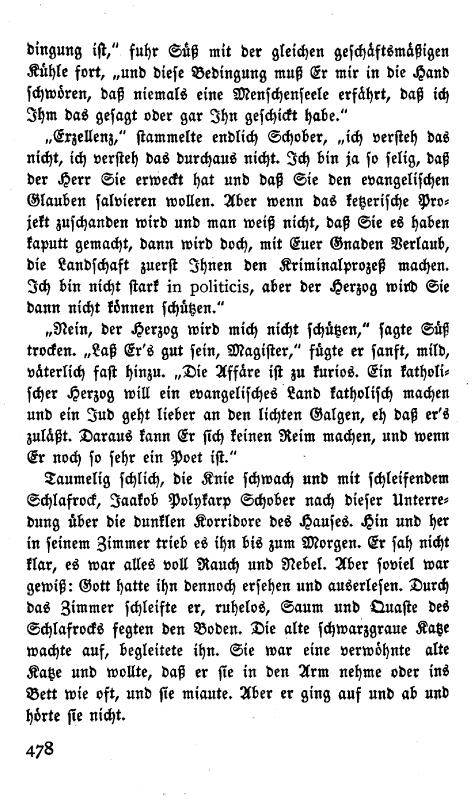 dingung ist,“ fuhr Süß mit der gleichen geschäftsmäßigen
Kühle fort, „und diese Bedingung muß Er mir in die Hand
schwören, daß niemals eine Menschenseele erfährt, daß ich
Ihm das gesagt oder gar Ihn geschickt habe.“
„Exzellenz,“ stammelte endlich Schober, „ich versteh das
nicht, ich versteh das durchaus nicht. Ich bin ja so selig, daß
der Herr Sie erweckt hat und daß Sie den evangelischen
Glauben salvieren wollen. Aber wenn das ketzerische Pro-
jekt zuschanden wird und man weiß nicht, daß Sie es haben
kaputt gemacht, dann wird doch, mit Euer Gnaden Verlaub,
die Landschaft zuerst Ihnen den Kriminalprozeß machen.
Ich bin nicht stark in politicis, aber der Herzog wird Sie
dann nicht können schützen.“
„Nein, der Herzog wird mich nicht schützen,“ sagte Süß
trocken. „Laß Er's gut sein, Magister,“ fügte er sanft, mild,
väterlich fast hinzu. „Die Affäre ist zu kurios. Ein katholi-
scher Herzog will ein evangelisches Land katholisch machen
und ein Jud geht lieber an den lichten Galgen, eh daß er's
zuläßt. Daraus kann Er sich keinen Reim machen, und wenn
Er noch so sehr ein Poet ist.“
Taumelig schlich, die Knie schwach und mit schleifendem
Schlafrock, Jaakob Polykarp Schober nach dieser Unterre-
dung über die dunklen Korridore des Hauses. Hin und her
in seinem Zimmer trieb es ihn bis zum Morgen. Er sah nicht
klar, es war alles voll Rauch und Nebel. Aber soviel war
gewiß: Gott hatte ihn dennoch ersehen und auserlesen. Durch
das Zimmer schleifte er, ruhelos, Saum und Quaste des
Schlafrocks fegten den Boden. Die alte schwarzgraue Katze
wachte auf, begleitete ihn. Sie war eine verwöhnte alte
Katze und wollte, daß er sie in den Arm nehme oder ins
Bett wie oft, und sie miaute. Aber er ging auf und ab und
hörte sie nicht.
478